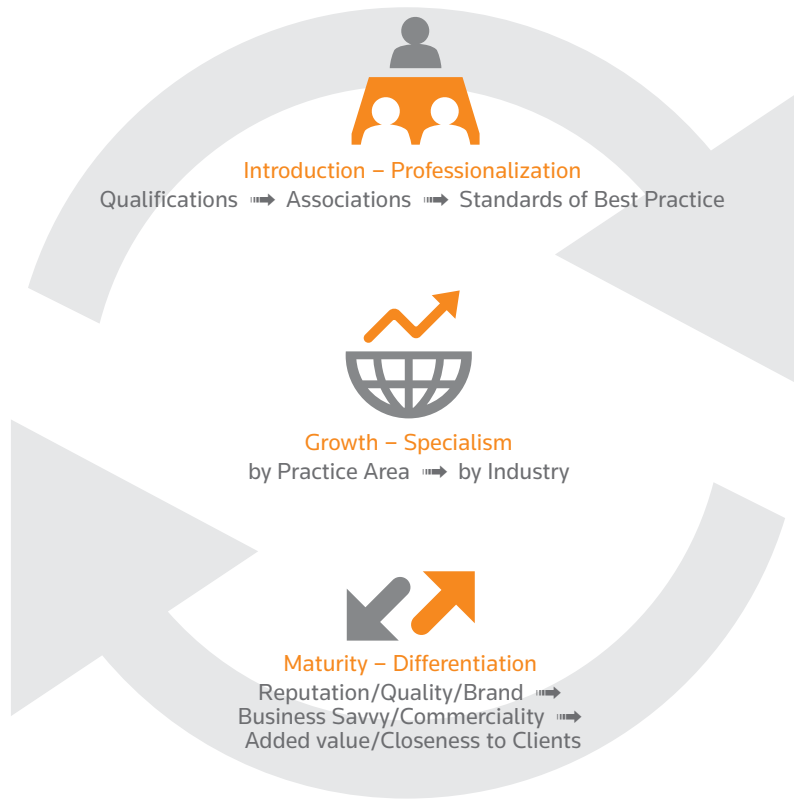 Introduction – Professionalization
Qualifications ➟ Associations ➟ Standards of Best Practice
Growth – Specialism
by Practice Area ➟ by Industry
Maturity – Differentiation
Reputation/Quality/Brand ➟
Business Savvy/Commerciality ➟
Added value/Closeness to Clients